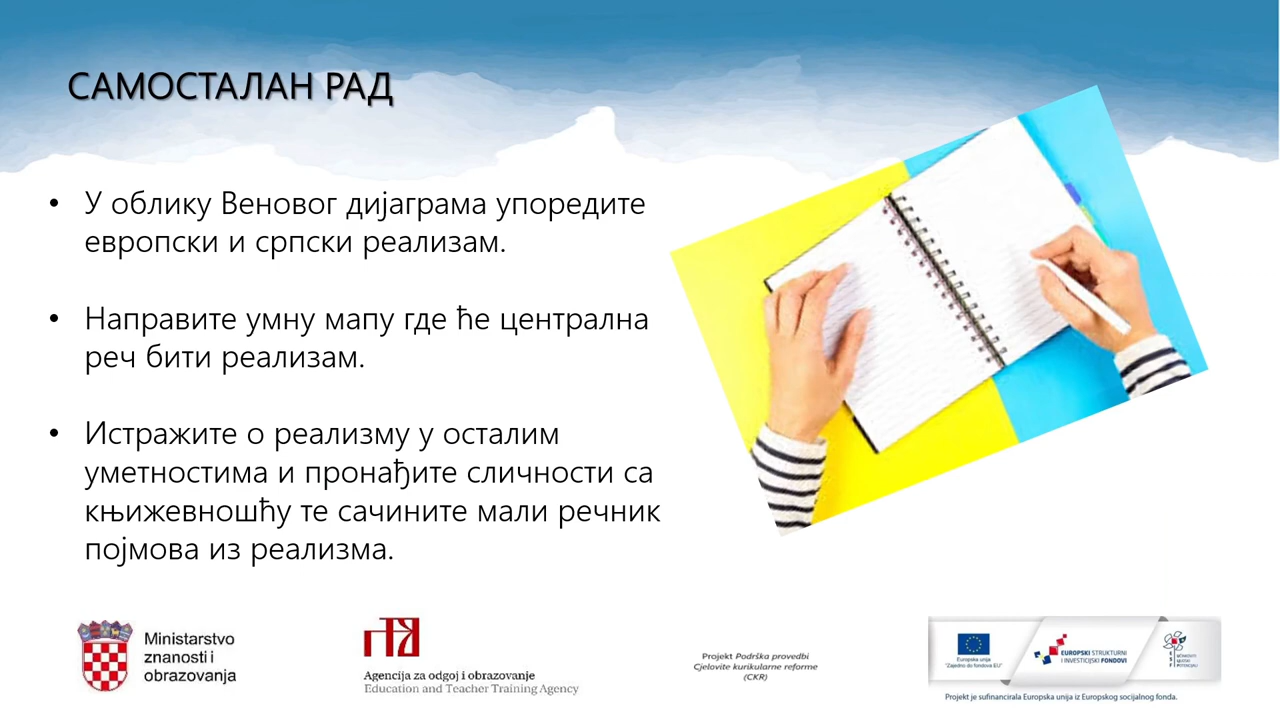 САМОСТАЛАН РАД
• У облику Веновог дијаграма упоредите
европски и српски реализам.
• Направите умну мапу где ће централна
реч бити реализам.
• Истражите о реализму у осталим
уметностима и пронађите сличности са
књижевношћу те сачините мали речник
појмова из реализма.
Ministarstvo
znanosti i
obrazovanja
Agencija za odgoj i obrazovanje
Education and Teacher Training Agency
Projekt Podrška provedbi
Cjelovite kurikularne reforme
(CKR)
Europska unija
"Zajedno do fondova EU"
EUROPSKI STRUKTURNI
I INVESTICIJSKI FONDOVI
Projekt je sufinancirala Europska unija iz Europskog socijalnog fonda.